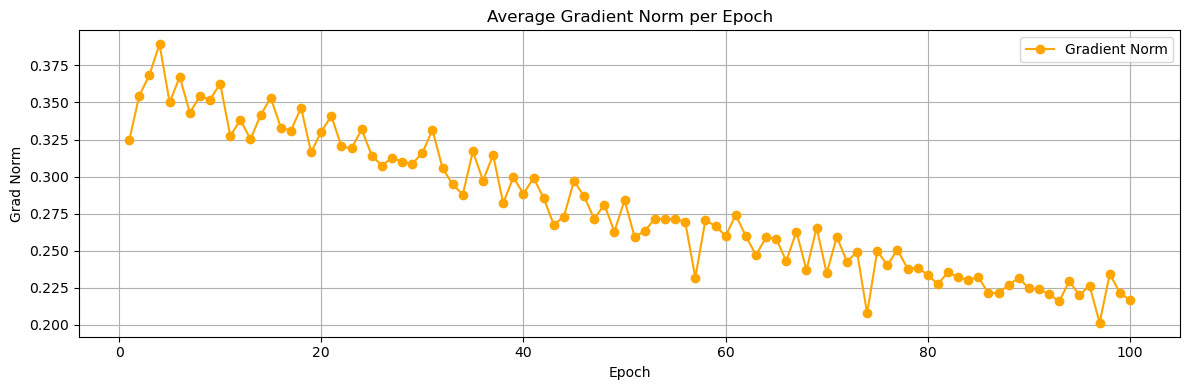 Average Gradient Norm per Epoch
Gradient Norm
Grad Norm
0.375
0.350
0.325
0.300
0.275
0.250
0.225
0.200
0 20 40 60 80 100
Epoch